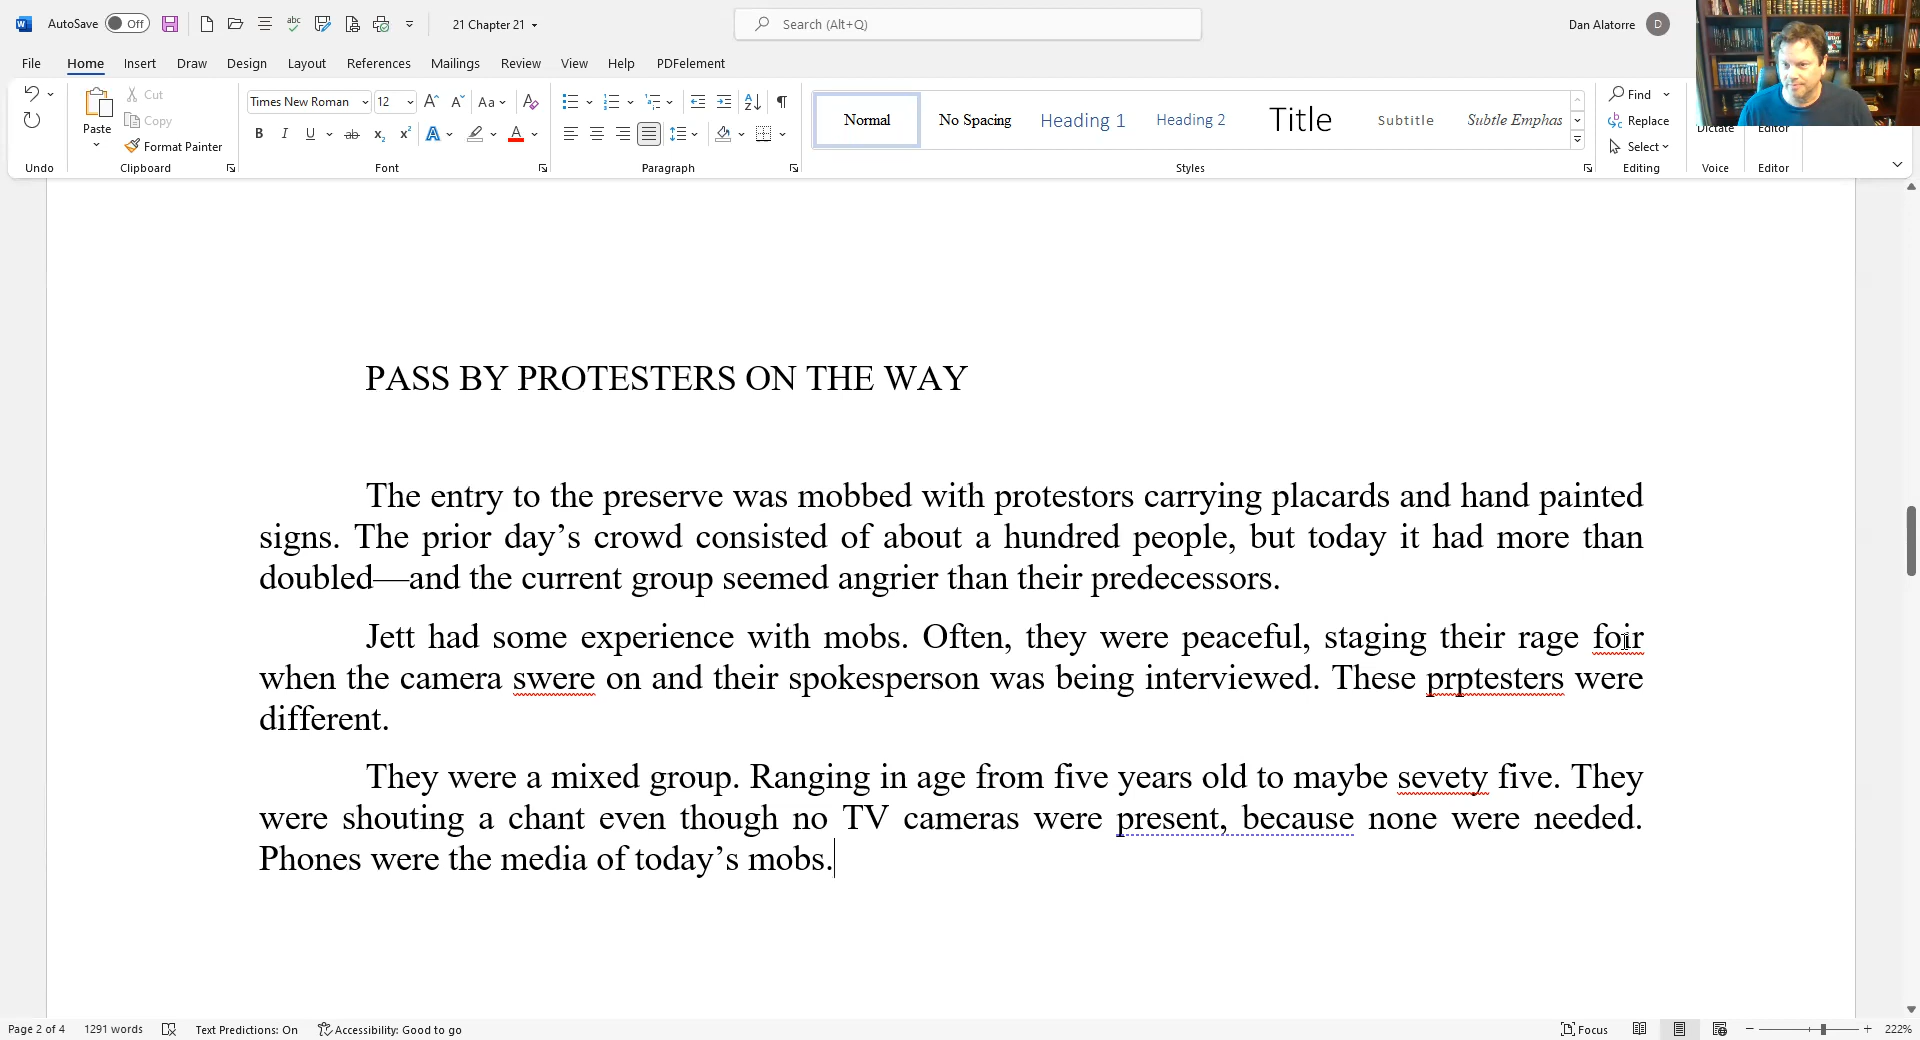 AutoSave Off 21 Chapter 21 Search (Alt+Q) Dan Alatorre D
File Home Insert Draw Design Layout References Mailings Review View Help PDFelement
Cut Times New Roman 12 Aa Find
Paste Copy Normal No Spacing Heading 1 Heading 2 Title Subtitle Subtle Emphas Replace Dictate Editor
Format Painter B I U ab x2 x2 A A Select
Undo Clipboard Font Paragraph Styles Editing Voice Editor
PASS BY PROTESTERS ON THE WAY
The entry to the preserve was mobbed with protestors carrying placards and hand painted
signs. The prior day’s crowd consisted of about a hundred people, but today it had more than
doubled—and the current group seemed angrier than their predecessors.
Jett had some experience with mobs. Often, they were peaceful, staging their rage foir
when the camera swere on and their spokesperson was being interviewed. These prptesters were
different.
They were a mixed group. Ranging in age from five years old to maybe sevety five. They
were shouting a chant even though no TV cameras were present, because none were needed.
Phones were the media of today’s mobs.
Page 2 of 4 1291 words Text Predictions: On Accessibility: Good to go Focus 222%